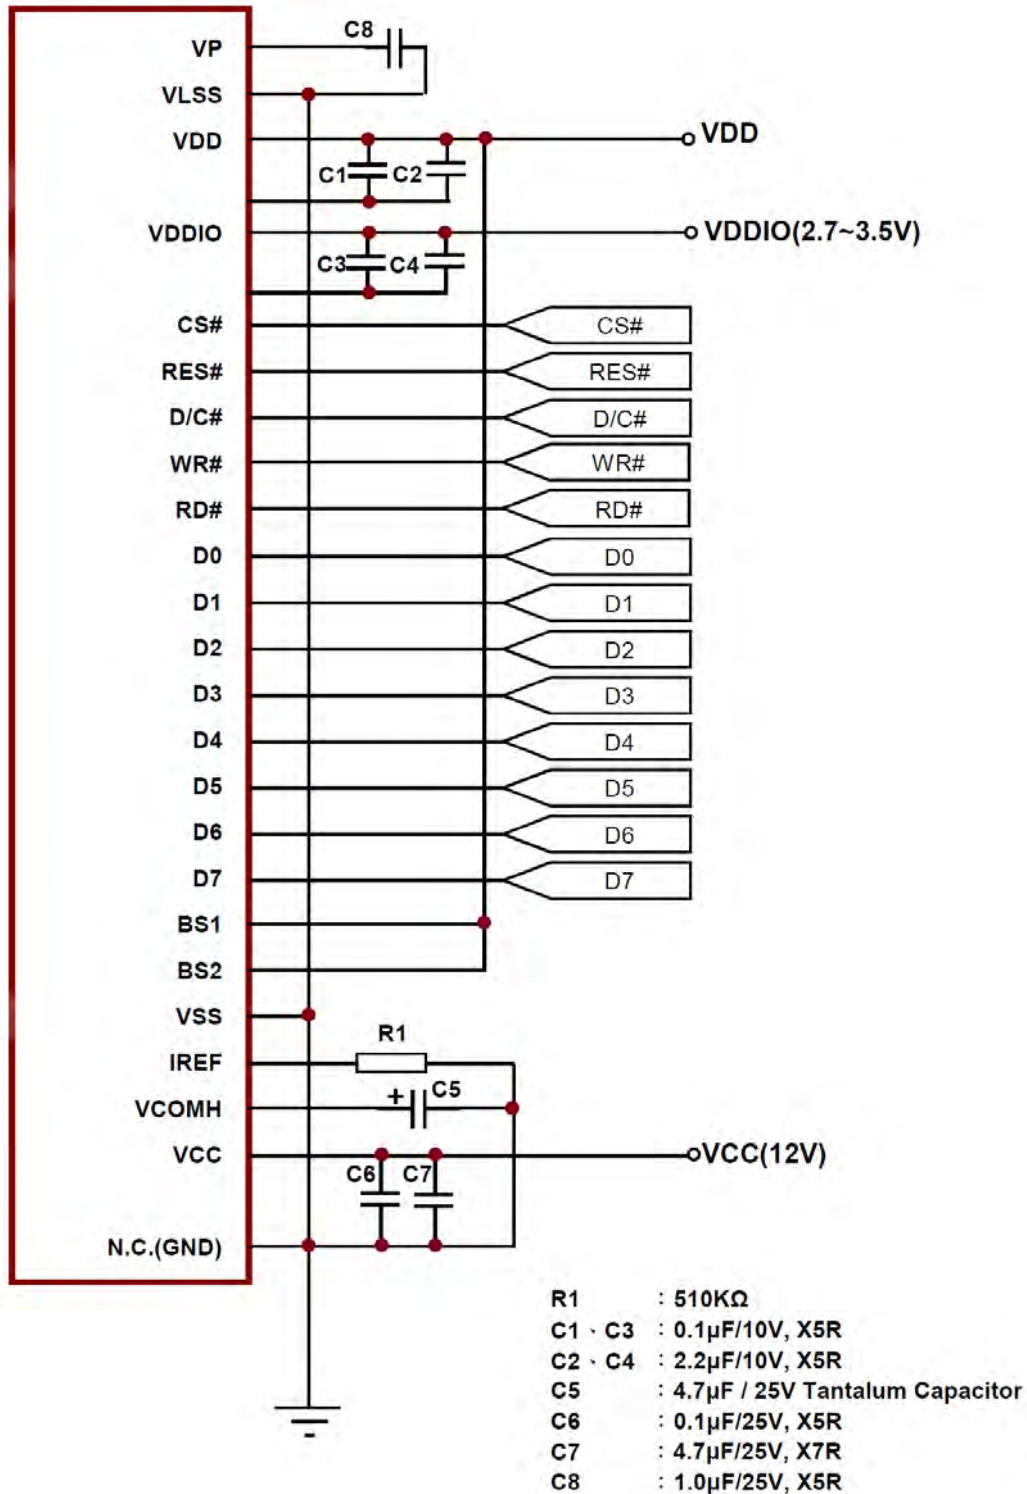 C8
VP
VLSS
VDD
VDD
C1
C2
VDDIO
VDDIO(2.7~3.5V)
C3
C4
CS#
CS#
RES#
RES#
D/C#
D/C#
WR#
WR#
RD#
RD#
D0
D0
D1
D1
D2
D2
D3
D3
D4
D4
D5
D5
D6
D6
D7
D7
BS1
BS2
VSS
R1
IREF
+ C5
VCOMH
VCC
VCC(12V)
C6
C7
N.C.(GND)
R1 : 510KΩ
C1、C3 : 0.1μF/10V, X5R
C2、C4 : 2.2μF/10V, X5R
C5 : 4.7μF / 25V Tantalum Capacitor
C6 : 0.1μF/25V, X5R
C7 : 4.7μF/25V, X7R
C8 : 1.0μF/25V, X5R